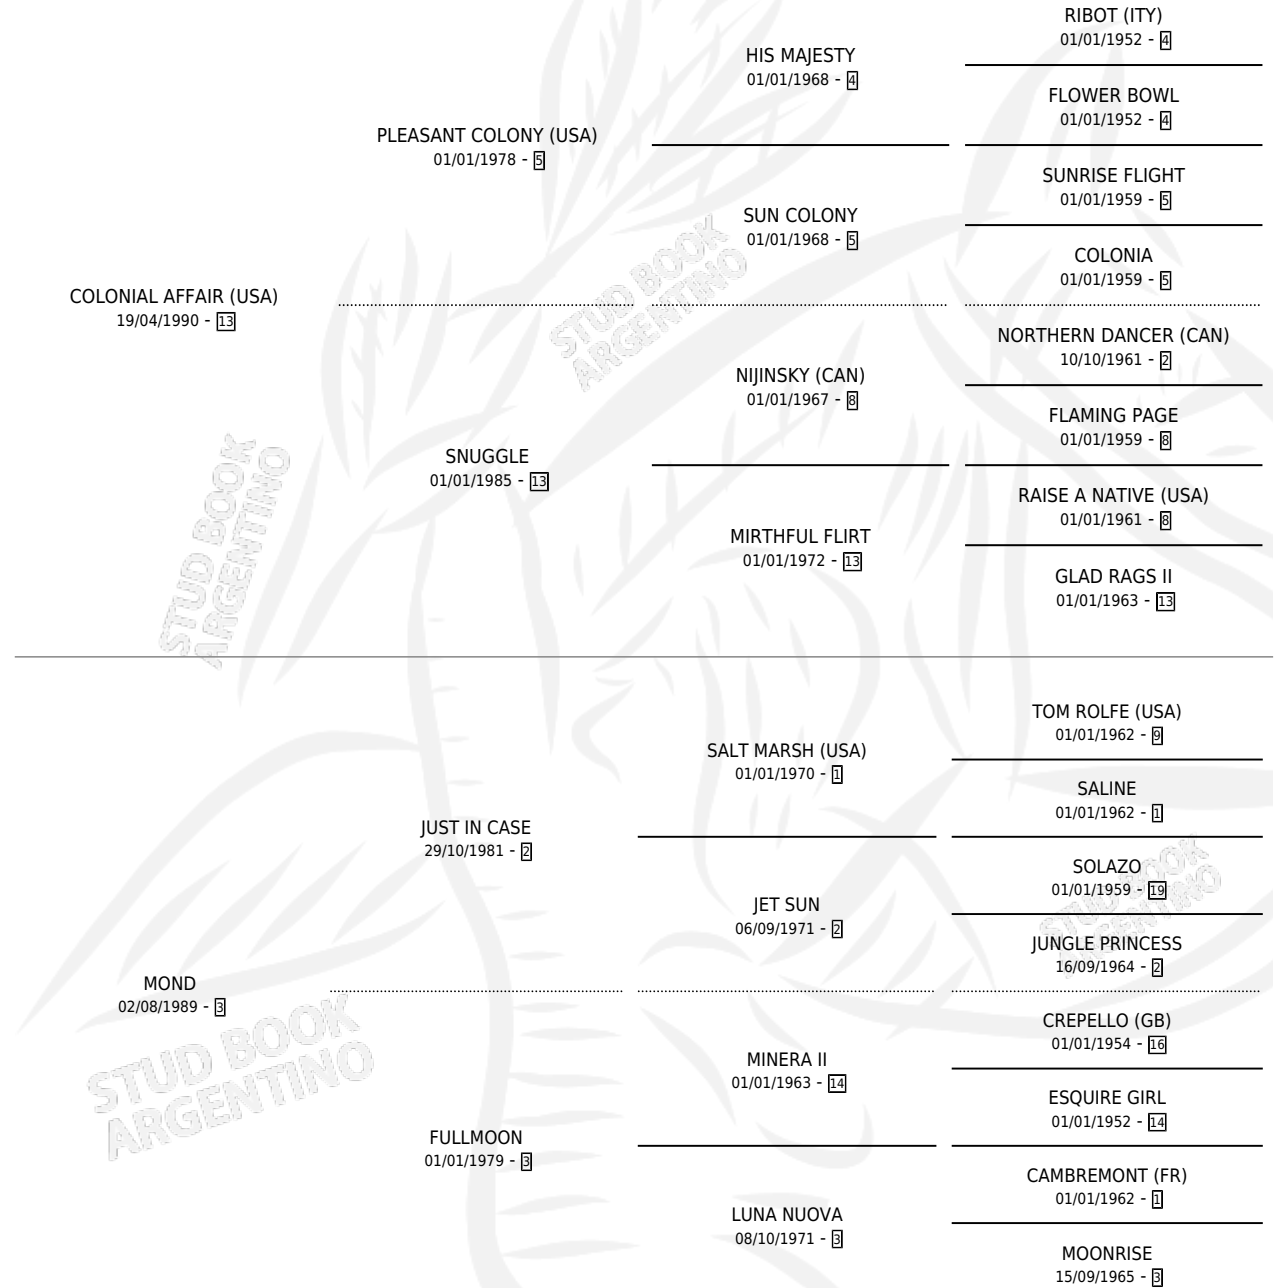 RIBOT (ITY)
01/01/1952 - 4
HIS MAJESTY
01/01/1968 - 4
FLOWER BOWL
01/01/1952 - 4
PLEASANT COLONY (USA)
01/01/1978 - 5
SUNRISE FLIGHT
01/01/1959 - 5
SUN COLONY
01/01/1968 - 5
COLONIA
01/01/1959 - 5
COLONIAL AFFAIR (USA)
19/04/1990 - 13
NORTHERN DANCER (CAN)
10/10/1961 - 2
NIJINSKY (CAN)
01/01/1967 - 8
FLAMING PAGE
01/01/1959 - 8
SNUGGLE
01/01/1985 - 13
RAISE A NATIVE (USA)
01/01/1961 - 8
MIRTHFUL FLIRT
01/01/1972 - 13
GLAD RAGS II
01/01/1963 - 13
STUD BOOK
ARGENTINO
STUD BOOK
ARGENTINO
TOM ROLFE (USA)
01/01/1962 - 9
SALT MARSH (USA)
01/01/1970 - 1
SALINE
01/01/1962 - 1
JUST IN CASE
29/10/1981 - 2
SOLAZO
01/01/1959 - 19
JET SUN
06/09/1971 - 2
JUNGLE PRINCESS
16/09/1964 - 2
MOND
02/08/1989 - 3
CREPELLO (GB)
01/01/1954 - 16
MINERA II
01/01/1963 - 14
ESQUIRE GIRL
01/01/1952 - 14
FULLMOON
01/01/1979 - 3
CAMBREMONT (FR)
01/01/1962 - 1
LUNA NUOVA
08/10/1971 - 3
MOONRISE
15/09/1965 - 3
STUD BOOK
ARGENTINO
STUD BOOK
ARGENTINO